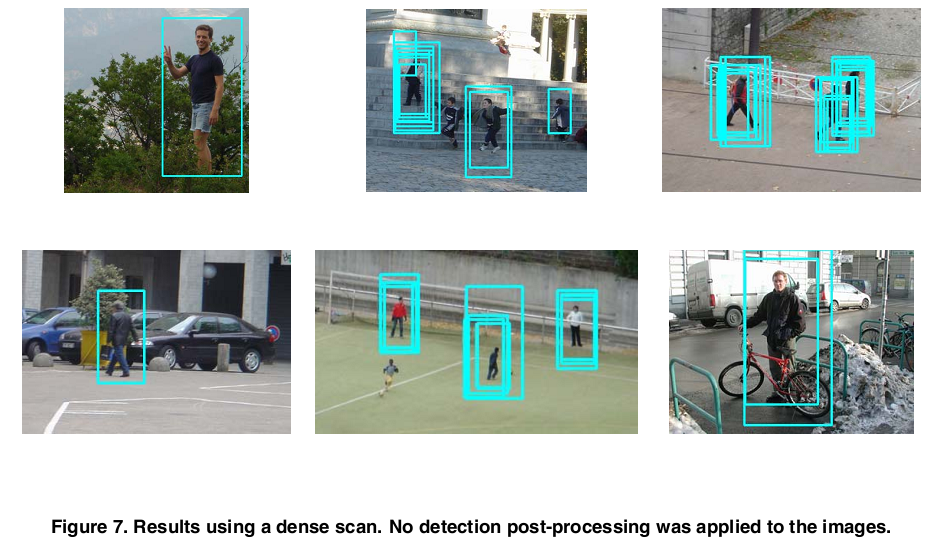 Figure 7. Results using a dense scan. No detection post-processing was applied to the images.